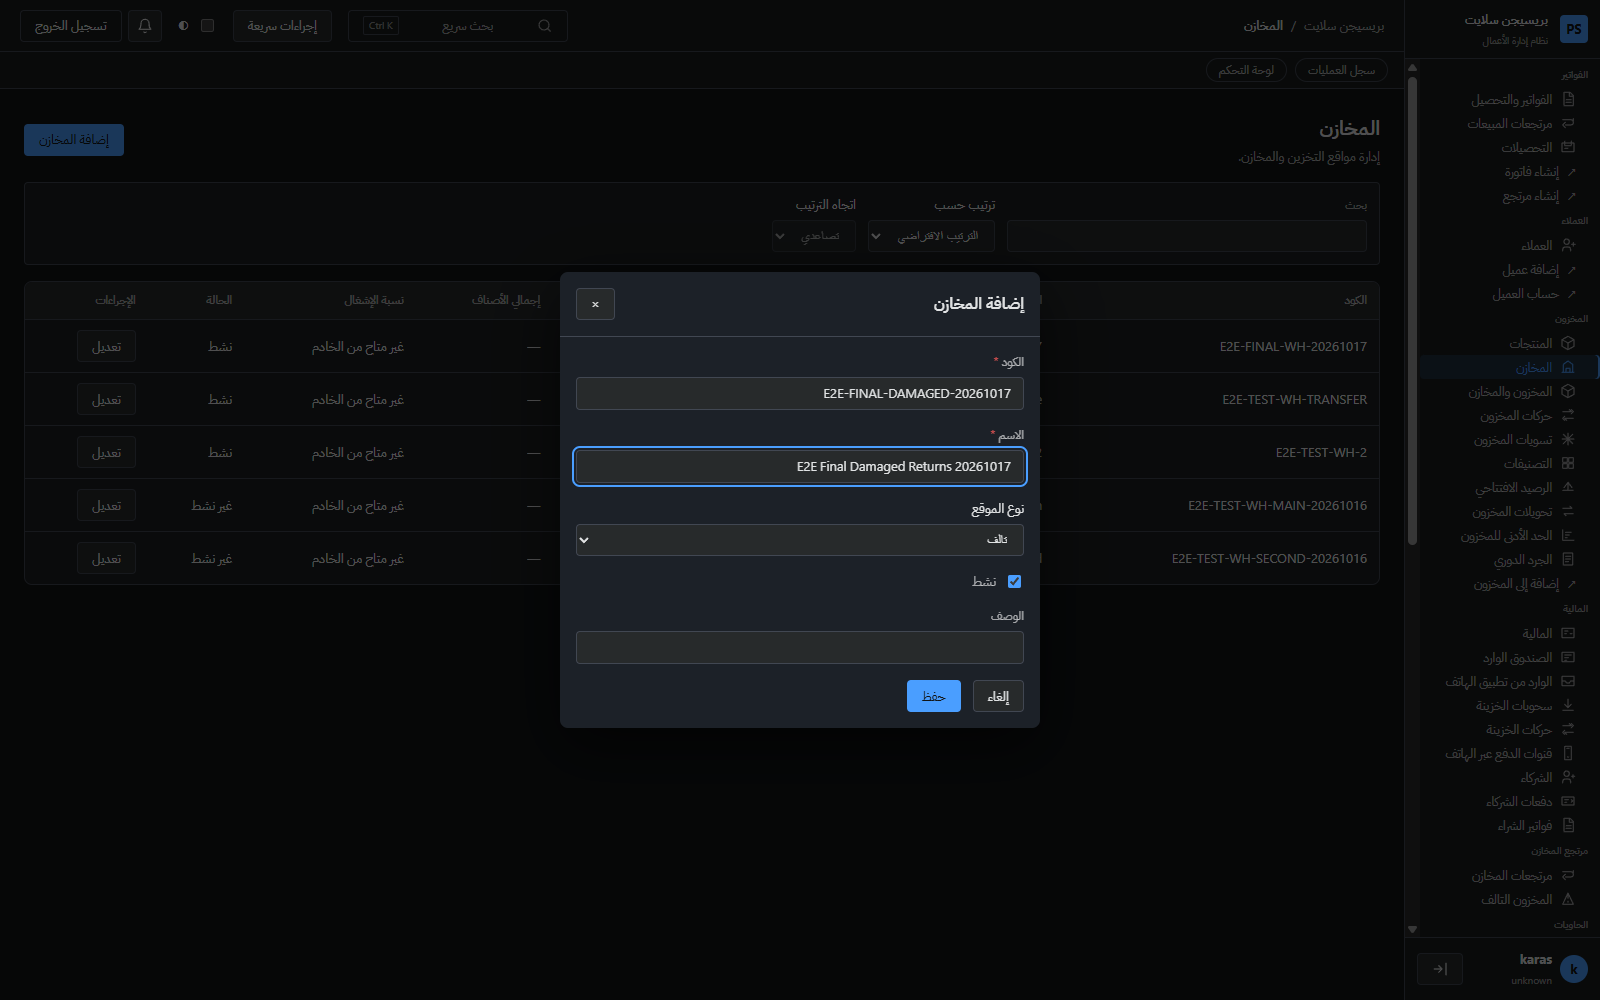 PS
بريسيجن سلايت
نظام إدارة الأعمال
بريسيجن سلايت / المخازن
بحث سريع
Ctrl K
إجراءات سريعة
تسجيل الخروج
سجل العمليات
لوحة التحكم
الفواتير
الفواتير والتحصيل
مرتجعات المبيعات
التحصيلات
إنشاء فاتورة
إنشاء مرتجع
العملاء
العملاء
إضافة عميل
حساب العميل
المخزون
المنتجات
المخازن
المخزون والمخازن
حركات المخزون
تسويات المخزون
التصنيفات
الرصيد الافتتاحي
تحويلات المخزون
الحد الأدنى للمخزون
الجرد الدوري
إضافة إلى المخزون
المالية
المالية
الصندوق الوارد
الوارد من تطبيق الهاتف
سحوبات الخزينة
حركات الخزينة
قنوات الدفع عبر الهاتف
الشركاء
دفعات الشركاء
فواتير الشراء
مرتجع المخازن
مرتجعات المخازن
المخزون التالف
الحاويات
k
karas
unknown
المخازن
إدارة مواقع التخزين والمخازن.
إضافة المخازن
بحث
ترتيب حسب
اتجاه الترتيب
الترتيب الافتراضي
تصاعدي
الكود
إجمالي الأصناف
نسبة الإشغال
الحالة
الإجراءات
E2E-FINAL-WH-20261017
—
غير متاح من الخادم
نشط
تعديل
E2E-TEST-WH-TRANSFER
—
غير متاح من الخادم
نشط
تعديل
E2E-TEST-WH-2
—
غير متاح من الخادم
نشط
تعديل
E2E-TEST-WH-MAIN-20261016
—
غير متاح من الخادم
غير نشط
تعديل
E2E-TEST-WH-SECOND-20261016
—
غير متاح من الخادم
غير نشط
تعديل
إضافة المخازن
×
الكود *
E2E-FINAL-DAMAGED-20261017
الاسم *
E2E Final Damaged Returns 20261017
نوع الموقع
تالف
نشط
الوصف
إلغاء
حفظ